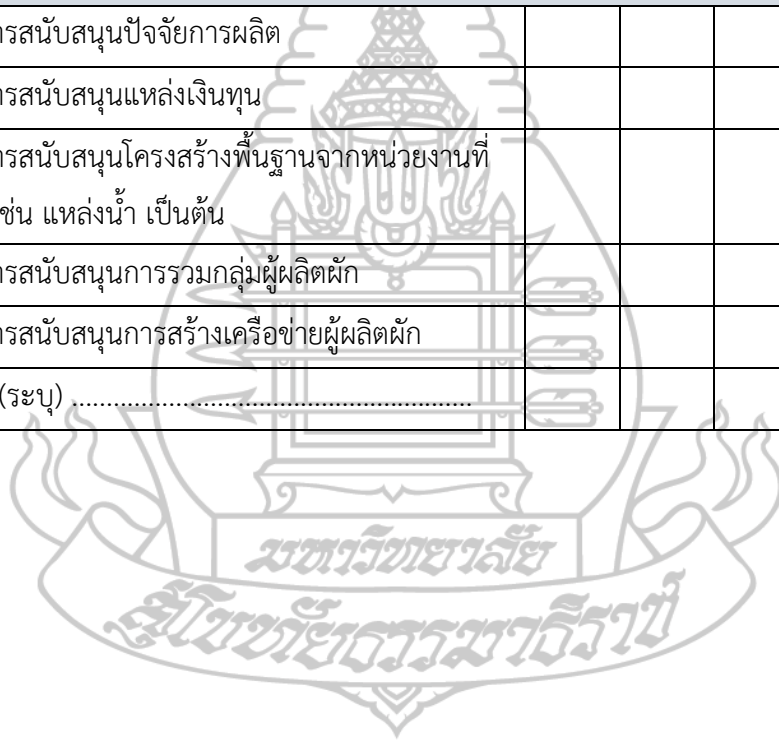 ารสนับสนุนปัจจัยการผลิต
ารสนับสนุนแหล่งเงินทุน
ารสนับสนุนโครงสร้างพื้นฐานจากหน่วยงานที่
ช่น แหล่งน้ำ เป็นต้น
ารสนับสนุนการรวมกลุ่มผู้ผลิตผัก
ารสนับสนุนการสร้างเครือข่ายผู้ผลิตผัก
(ระบุ) .........................................................
มหาวิทยาลัย
สุโขทัยธรรมาธิราช